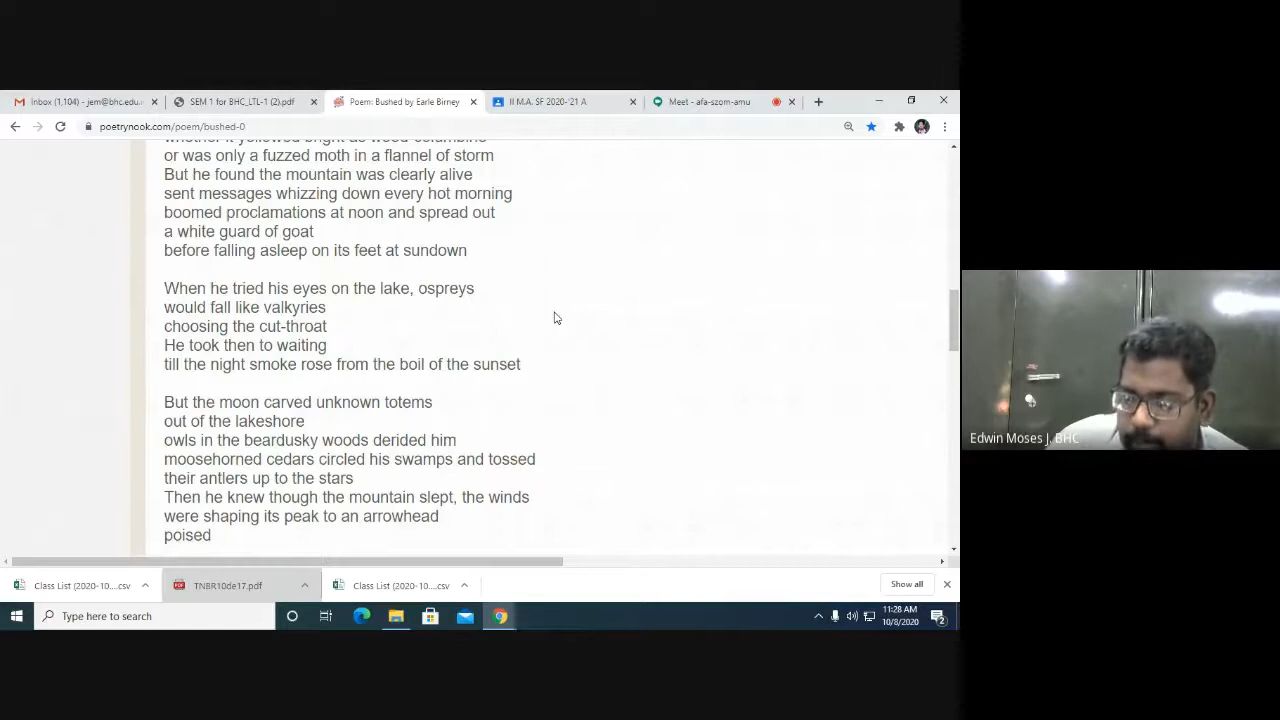 Inbox (1,104) - jem@bhc.edu.
SEM 1 for BHC_LTL-1 (2).pdf
Poem: Bushed by Earle Birney
II M.A. SF 2020-'21 A
Meet - afa-szom-amu
poetrynook.com/poem/bushed-0
whether it yellowed bright as wood-columbine
or was only a fuzzed moth in a flannel of storm
But he found the mountain was clearly alive
sent messages whizzing down every hot morning
boomed proclamations at noon and spread out
a white guard of goat
before falling asleep on its feet at sundown
When he tried his eyes on the lake, ospreys
would fall like valkyries
choosing the cut-throat
He took then to waiting
till the night smoke rose from the boil of the sunset
But the moon carved unknown totems
out of the lakeshore
owls in the beardusky woods derided him
moosehorned cedars circled his swamps and tossed
their antlers up to the stars
Then he knew though the mountain slept, the winds
were shaping its peak to an arrowhead
poised
Edwin Moses J. BHC
Class List (2020-10....csv
TNBR10de17.pdf
Class List (2020-10....csv
Show all
Type here to search
11:28 AM
10/8/2020
2